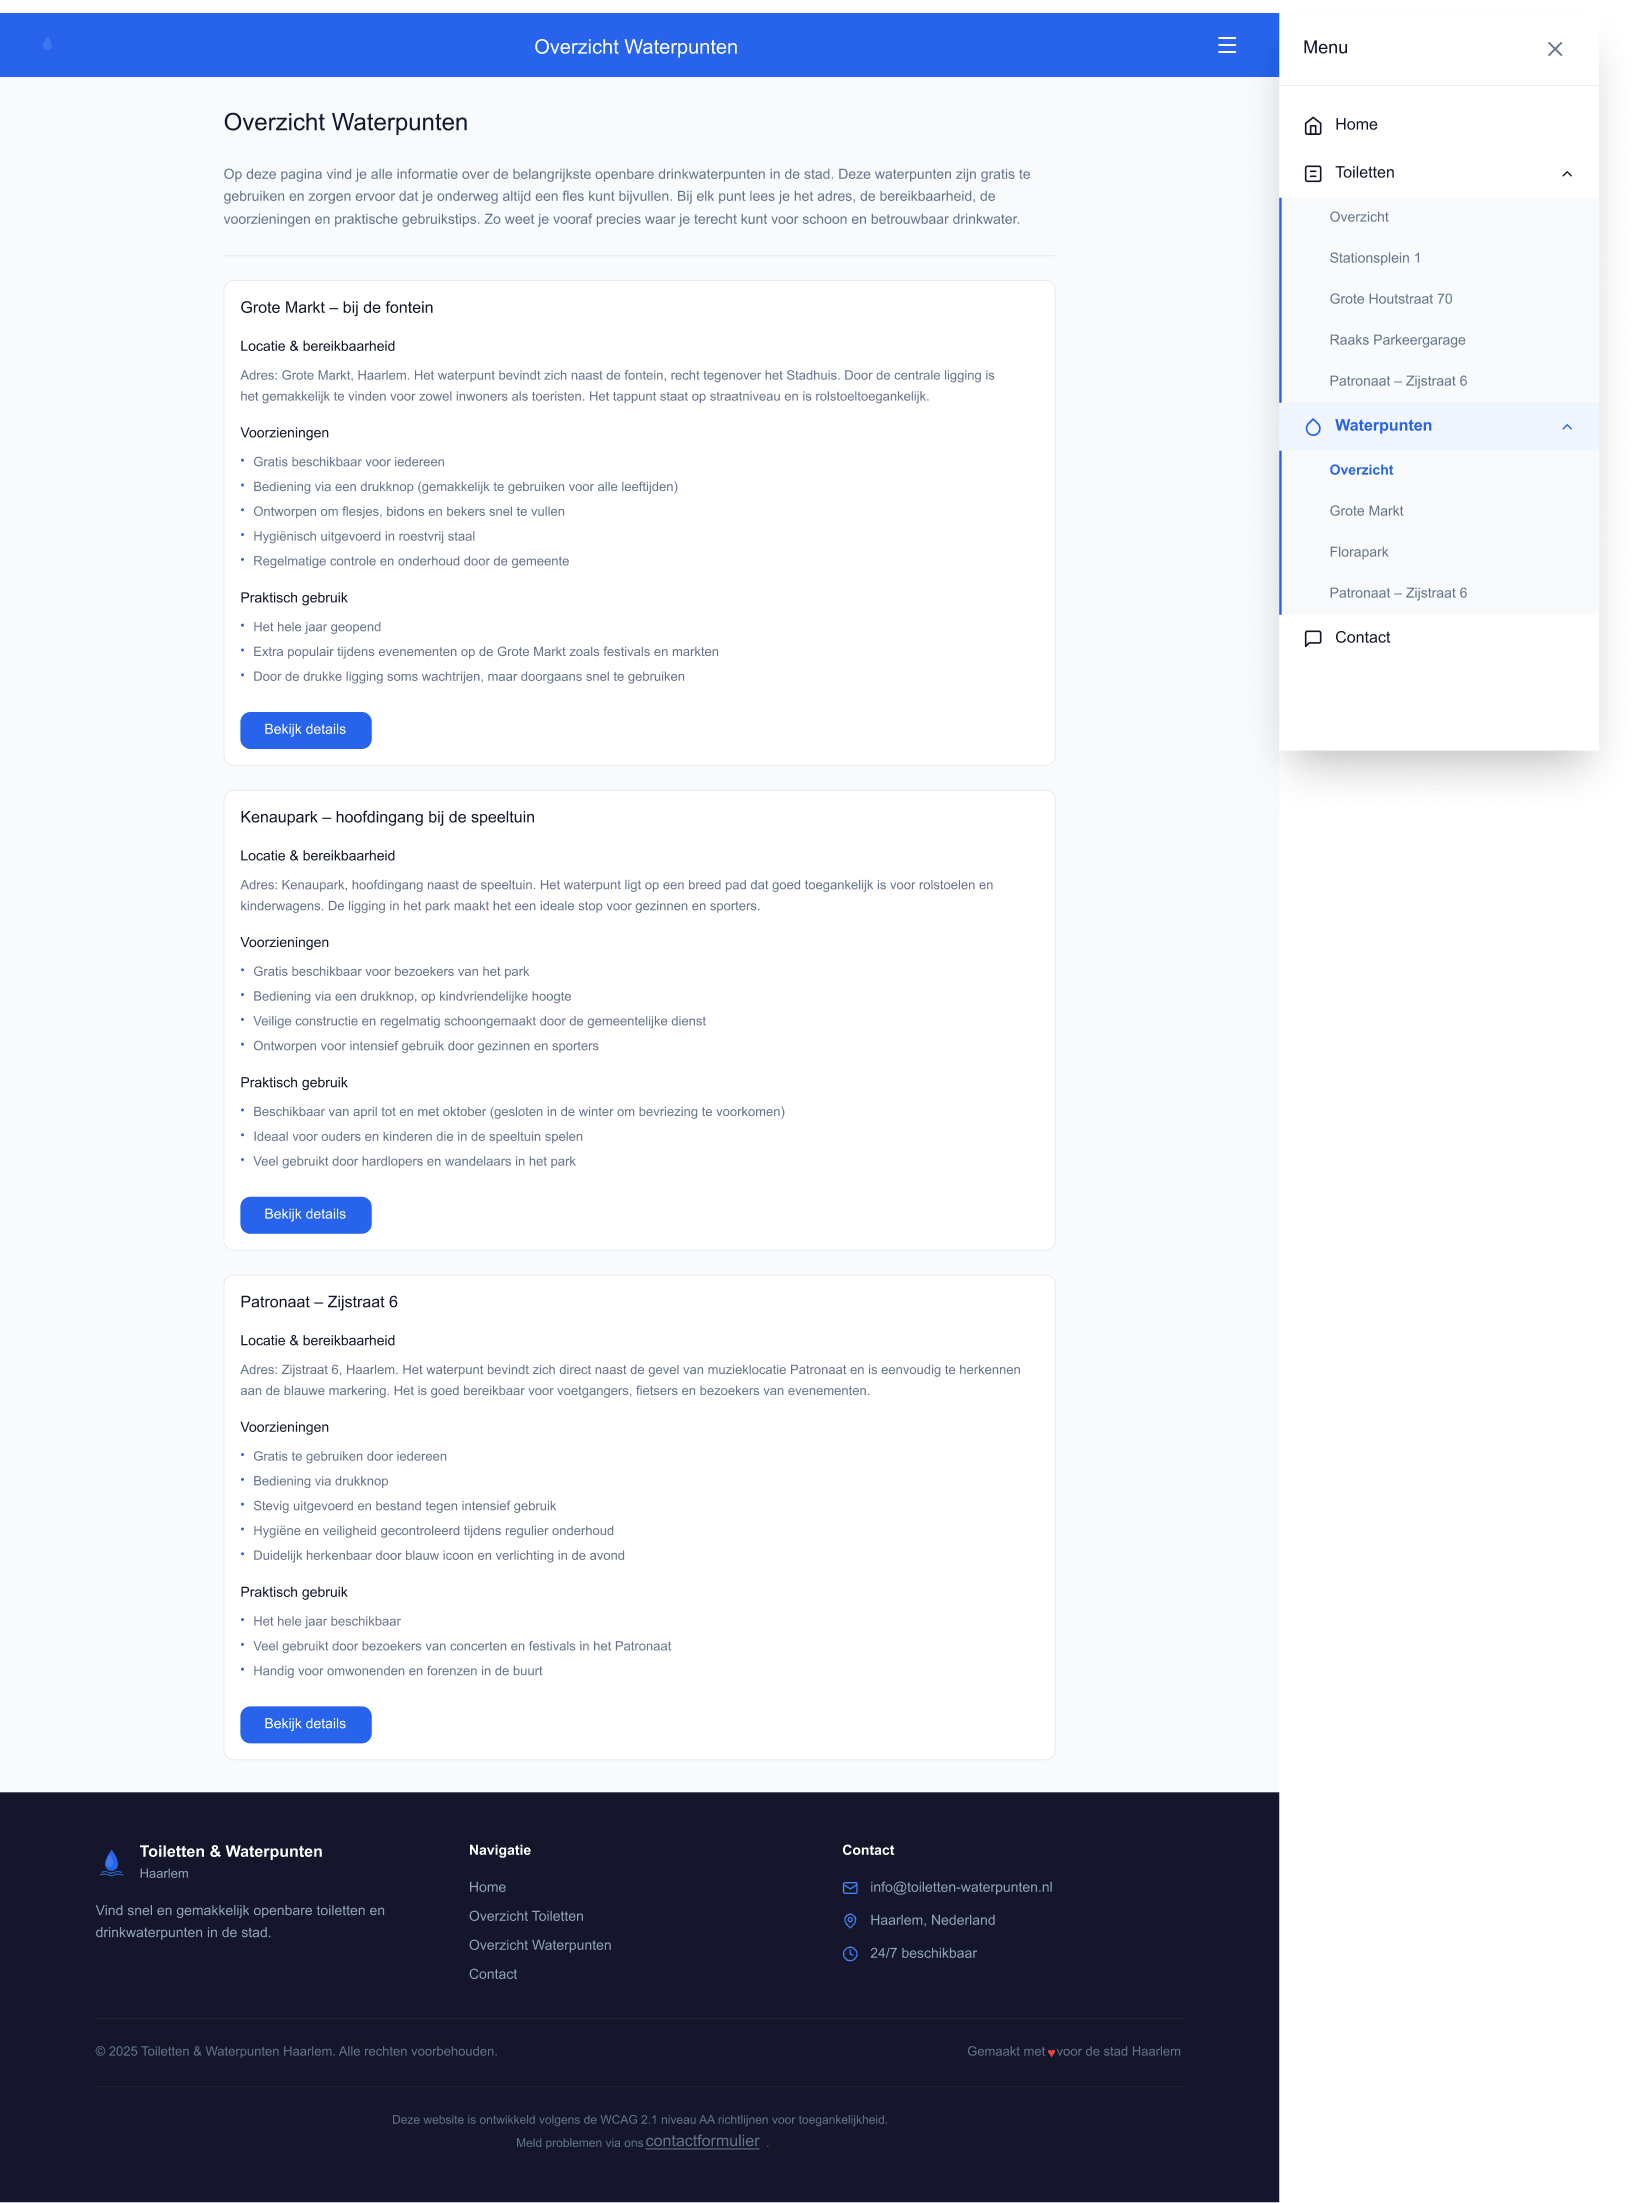 Overzicht Waterpunten
Overzicht Waterpunten
Op deze pagina vind je alle informatie over de belangrijkste openbare drinkwaterpunten in de stad. Deze waterpunten zijn gratis te
gebruiken en zorgen ervoor dat je onderweg altijd een fles kunt bijvullen. Bij elk punt lees je het adres, de bereikbaarheid, de
voorzieningen en praktische gebruikstips. Zo weet je vooraf precies waar je terecht kunt voor schoon en betrouwbaar drinkwater.
Grote Markt – bij de fontein
Locatie & bereikbaarheid
Adres: Grote Markt, Haarlem. Het waterpunt bevindt zich naast de fontein, recht tegenover het Stadhuis. Door de centrale ligging is
het gemakkelijk te vinden voor zowel inwoners als toeristen. Het tappunt staat op straatniveau en is rolstoeltoegankelijk.
Voorzieningen
• Gratis beschikbaar voor iedereen
• Bediening via een drukknop (gemakkelijk te gebruiken voor alle leeftijden)
• Ontworpen om flesjes, bidons en bekers snel te vullen
• Hygiënisch uitgevoerd in roestvrij staal
• Regelmatige controle en onderhoud door de gemeente
Praktisch gebruik
• Het hele jaar geopend
• Extra populair tijdens evenementen op de Grote Markt zoals festivals en markten
• Door de drukke ligging soms wachtrijen, maar doorgaans snel te gebruiken
Bekijk details
Kenaupark – hoofdingang bij de speeltuin
Locatie & bereikbaarheid
Adres: Kenaupark, hoofdingang naast de speeltuin. Het waterpunt ligt op een breed pad dat goed toegankelijk is voor rolstoelen en
kinderwagens. De ligging in het park maakt het een ideale stop voor gezinnen en sporters.
Voorzieningen
• Gratis beschikbaar voor bezoekers van het park
• Bediening via een drukknop, op kindvriendelijke hoogte
• Veilige constructie en regelmatig schoongemaakt door de gemeentelijke dienst
• Ontworpen voor intensief gebruik door gezinnen en sporters
Praktisch gebruik
• Beschikbaar van april tot en met oktober (gesloten in de winter om bevriezing te voorkomen)
• Ideaal voor ouders en kinderen die in de speeltuin spelen
• Veel gebruikt door hardlopers en wandelaars in het park
Bekijk details
Patronaat – Zijstraat 6
Locatie & bereikbaarheid
Adres: Zijstraat 6, Haarlem. Het waterpunt bevindt zich direct naast de gevel van muzieklocatie Patronaat en is eenvoudig te herkennen
aan de blauwe markering. Het is goed bereikbaar voor voetgangers, fietsers en bezoekers van evenementen.
Voorzieningen
• Gratis te gebruiken door iedereen
• Bediening via drukknop
• Stevig uitgevoerd en bestand tegen intensief gebruik
• Hygiëne en veiligheid gecontroleerd tijdens regulier onderhoud
• Duidelijk herkenbaar door blauw icoon en verlichting in de avond
Praktisch gebruik
• Het hele jaar beschikbaar
• Veel gebruikt door bezoekers van concerten en festivals in het Patronaat
• Handig voor omwonenden en forenzen in de buurt
Bekijk details
Toiletten & Waterpunten
Haarlem
Vind snel en gemakkelijk openbare toiletten en
drinkwaterpunten in de stad.
Navigatie
Home
Overzicht Toiletten
Overzicht Waterpunten
Contact
Contact
info@toiletten-waterpunten.nl
Haarlem, Nederland
24/7 beschikbaar
© 2025 Toiletten & Waterpunten Haarlem. Alle rechten voorbehouden.
Gemaakt met ♥ voor de stad Haarlem
Deze website is ontwikkeld volgens de WCAG 2.1 niveau AA richtlijnen voor toegankelijkheid.
Meld problemen via ons contactformulier .
Menu
Home
Toiletten
Overzicht
Stationsplein 1
Grote Houtstraat 70
Raaks Parkeergarage
Patronaat – Zijstraat 6
Waterpunten
Overzicht
Grote Markt
Florapark
Patronaat – Zijstraat 6
Contact